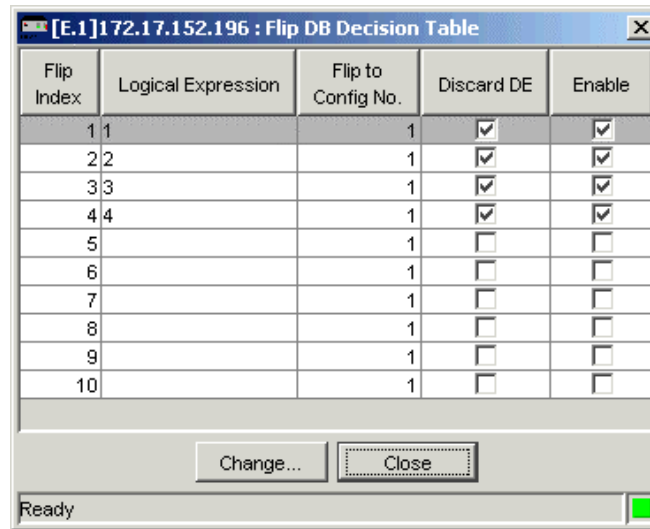 [E.1]172.17.152.196 : Flip DB Decision Table
Flip Index Logical Expression Flip to Config No. Discard DE Enable
1 1 1
2 2 1
3 3 1
4 4 1
5 1
6 1
7 1
8 1
9 1
10 1
Change... Close
Ready